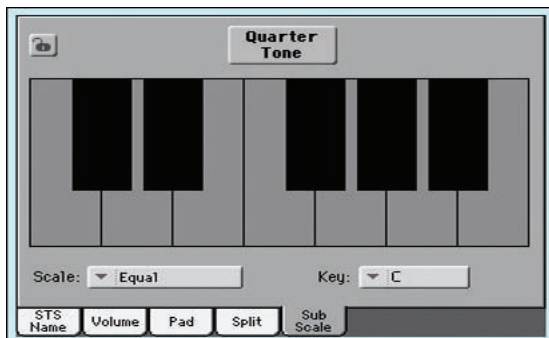 Quarter
Tone
Scale: Equal Key: C
STS
Name Volume Pad Split Sub
Scale